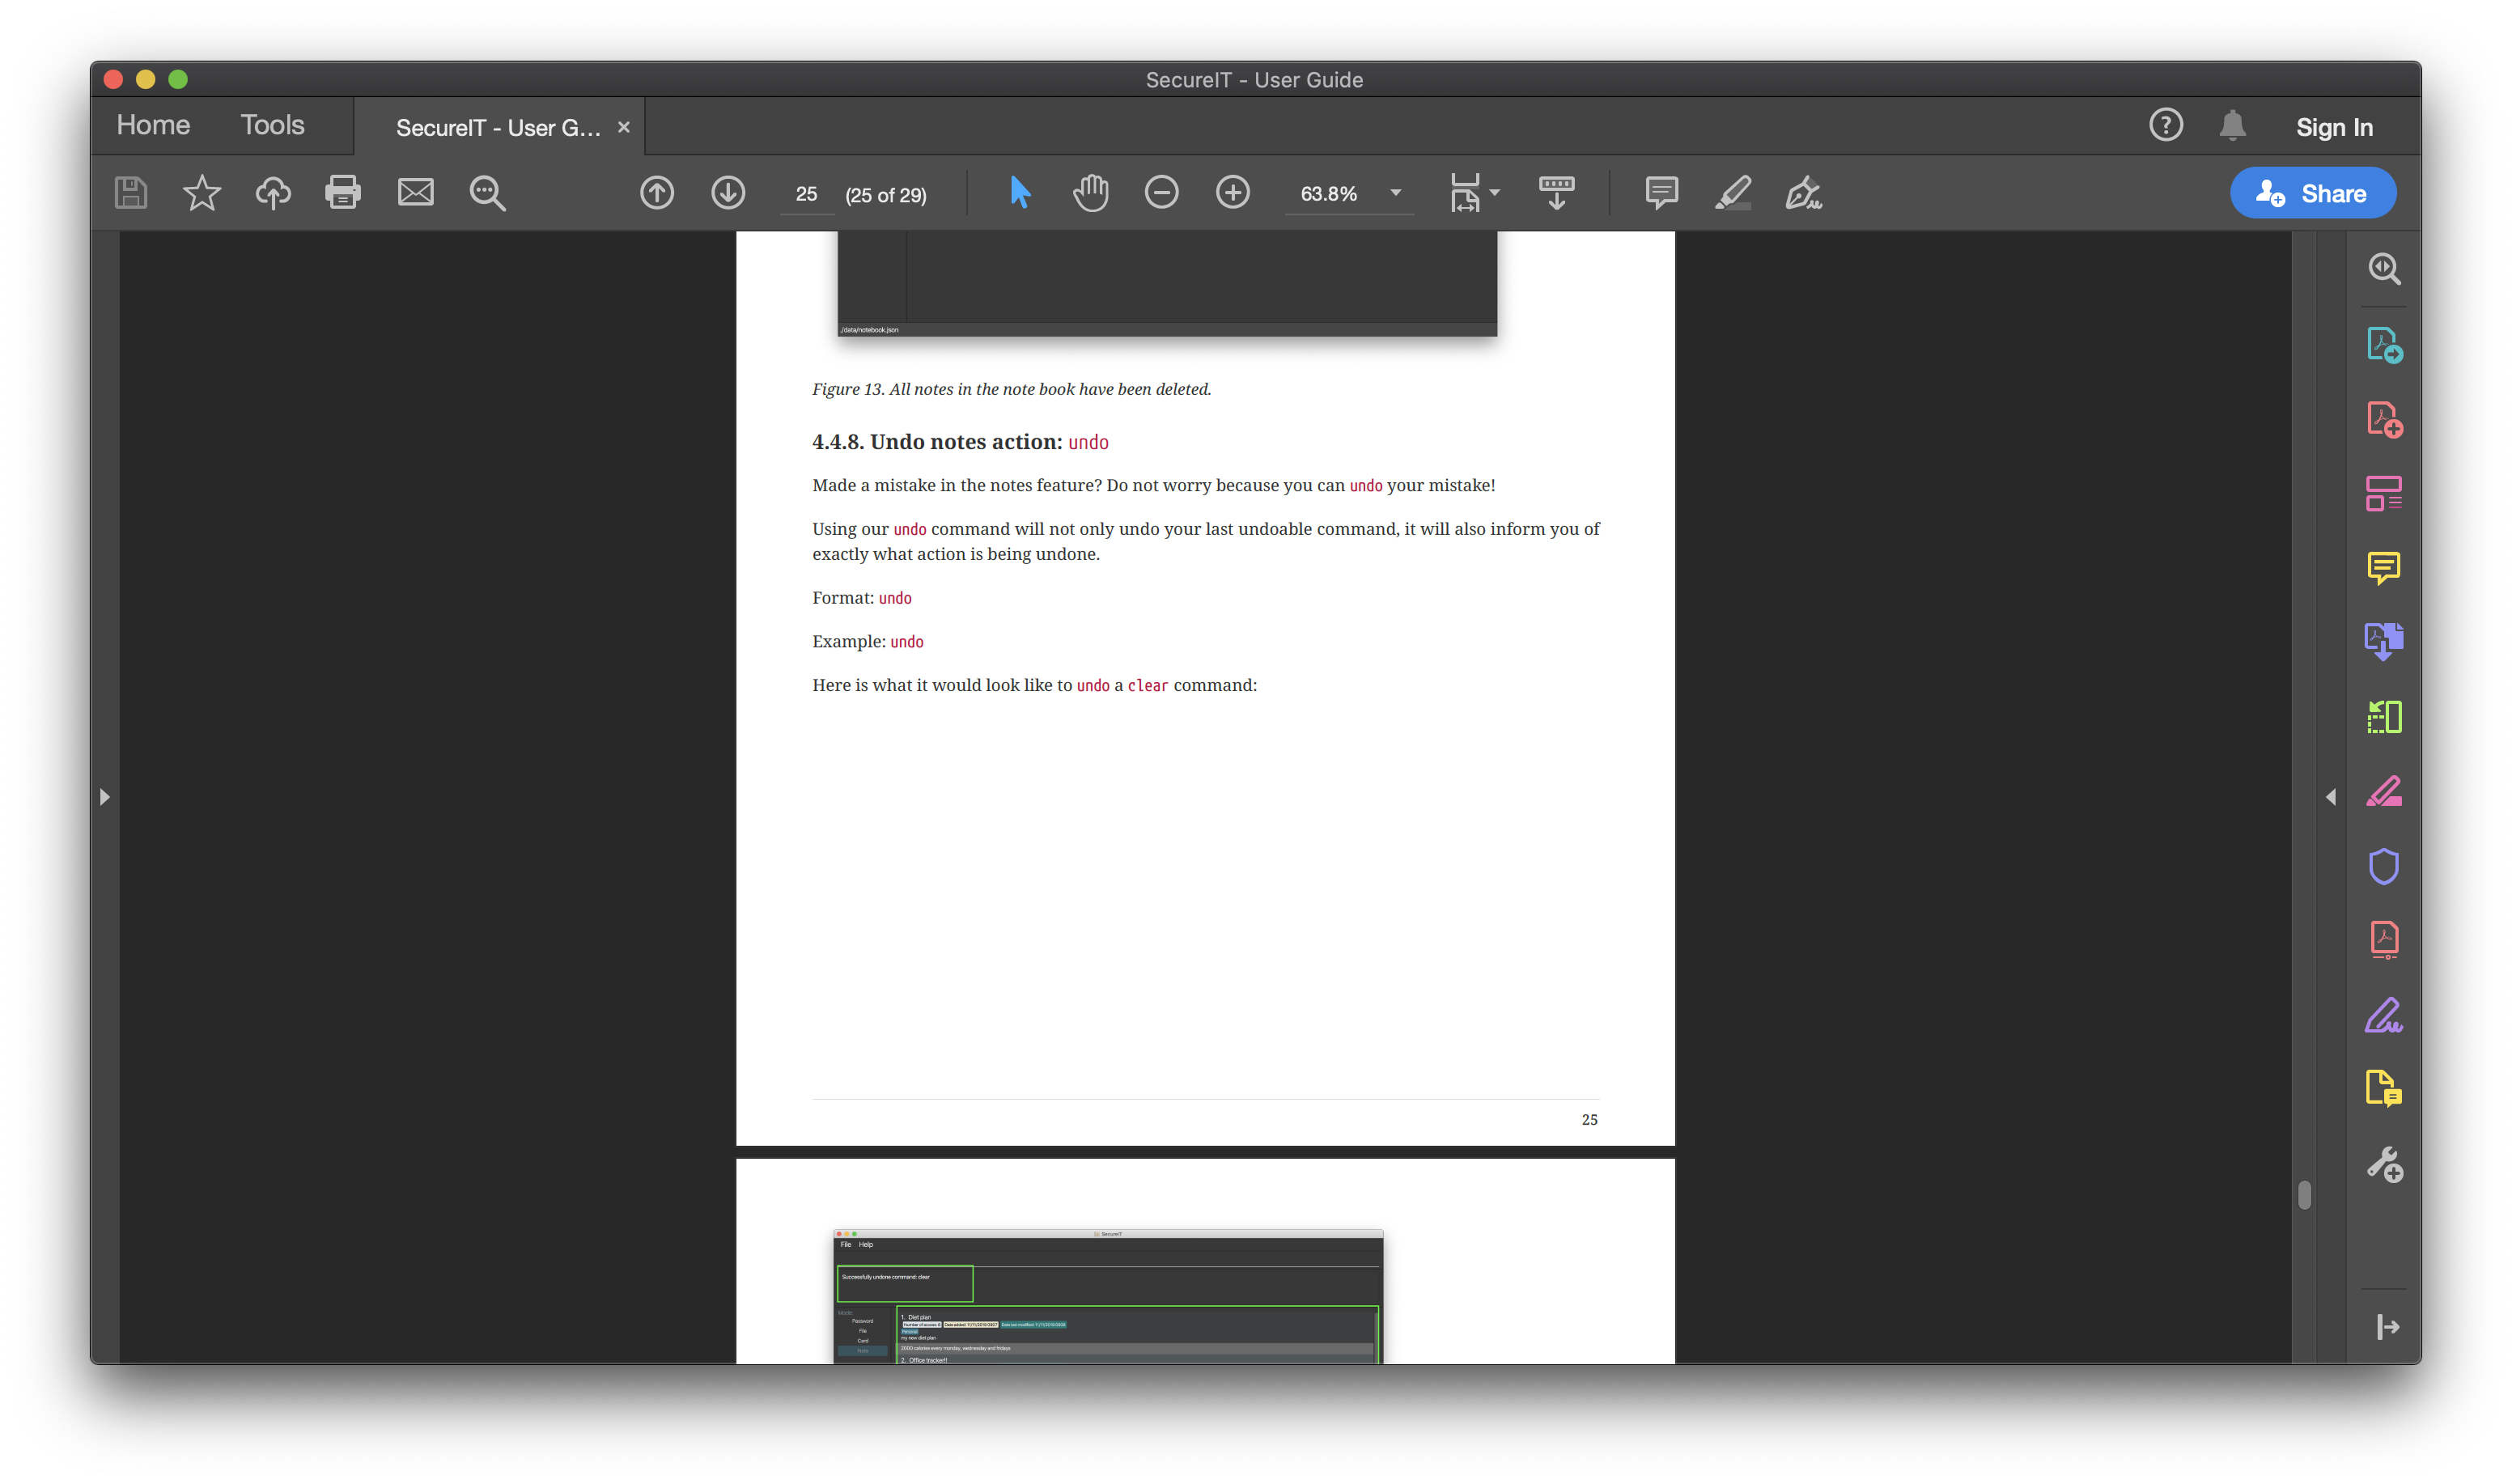 SecureIT - User Guide
Home Tools SecureIT - User G... × ? Sign In
25 (25 of 29) 63.8% Share
./data/notebook.json
Figure 13. All notes in the note book have been deleted.
4.4.8. Undo notes action: undo
Made a mistake in the notes feature? Do not worry because you can undo your mistake!
Using our undo command will not only undo your last undoable command, it will also inform you of
exactly what action is being undone.
Format: undo
Example: undo
Here is what it would look like to undo a clear command:
25
SecureIT
File Help
Successfully undone command: clear
Mode:
Password
File
Card
Note
1. Diet plan
Personal
my new diet plan
2000 calories every monday, wednesday and fridays
2. Office tracker!!